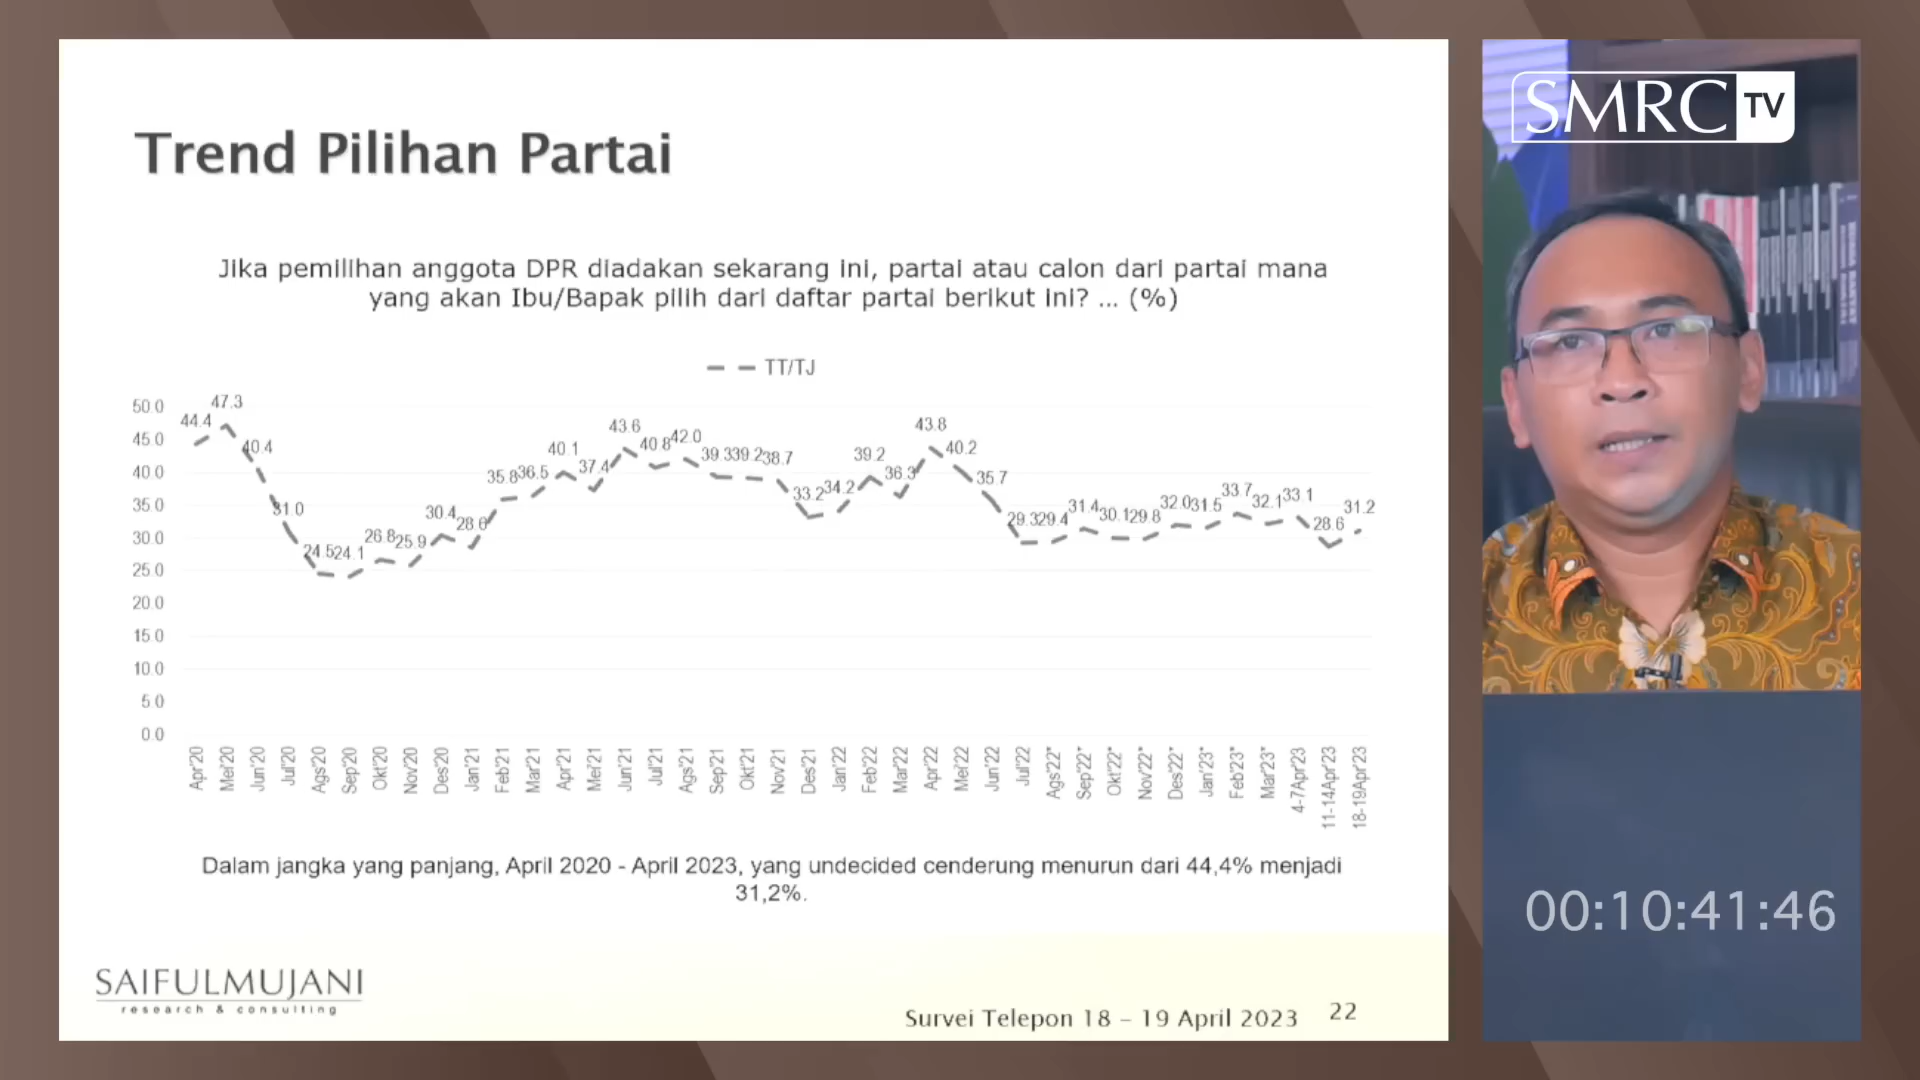 Trend Pilihan Partai
SMRC TV
Jika pemilihan anggota DPR diadakan sekarang ini, partai atau calon dari partai mana
yang akan Ibu/Bapak pilih dari daftar partai berikut ini? ... (%)
TT/TJ
50.0
45.0
40.0
35.0
30.0
25.0
20.0
15.0
10.0
5.0
0.0
44.4 47.3 40.4 31.0 24.5 24.1 26.8 25.9 30.4 28.6 35.8 36.5 40.1 37.4 43.6 40.8 42.0 39.3 39.2 38.7 33.2 34.2 39.2 36.3 43.8 40.2 35.7 29.3 29.4 31.4 30.1 29.8 32.0 31.5 33.7 32.1 33.1 28.6 31.2
Apr'20 Mei'20 Jun'20 Jul'20 Ags'20 Sep'20 Okt'20 Nov'20 Des'20 Jan'21 Feb'21 Mar'21 Apr'21 Mei'21 Jun'21 Jul'21 Ags'21 Sep'21 Okt'21 Nov'21 Des'21 Jan'22 Feb'22 Mar'22 Apr'22 Mei'22 Jun'22 Jul'22 Ags'22* Sep'22* Okt'22* Nov'22* Des'22* Jan'23* Feb'23* Mar'23* 4-7Apr23 11-14Apr23 18-19Apr23
Dalam jangka yang panjang, April 2020 - April 2023, yang undecided cenderung menurun dari 44,4% menjadi
31,2%.
SAIFULMUJANI
research & consulting
Survei Telepon 18 – 19 April 2023 22
00:10:41:46